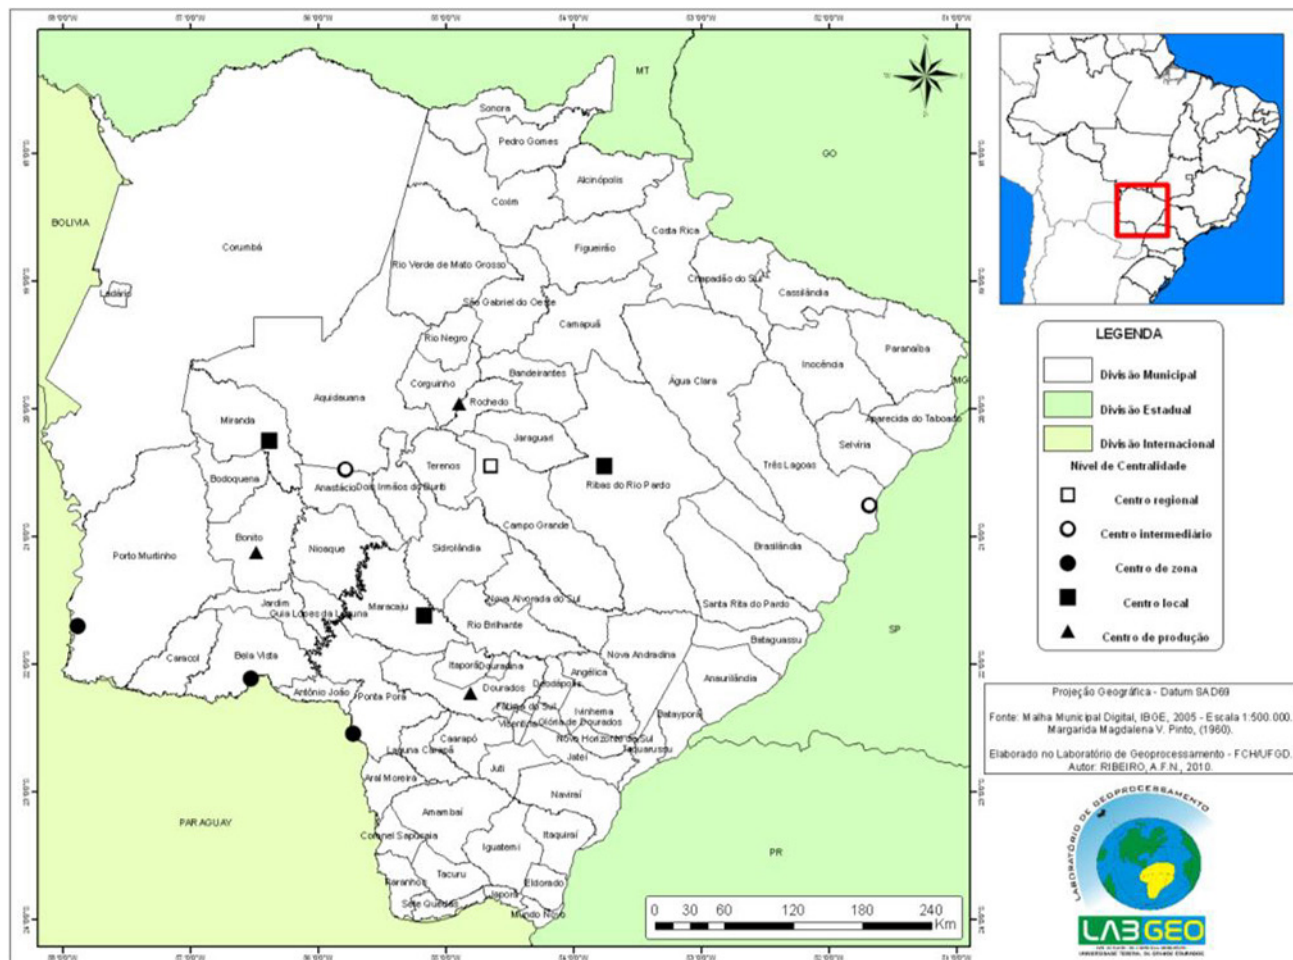 MT
GO
Sonora
Pedro Gomes
Alcinópolis
BOLIVIA
Coxim
Costa Rica
Corumbá
Figueirão
Rio Verde de Mato Grosso
Chapadão do Sul
Ladário
Cassilândia
São Gabriel do Oeste
Camapuã
Rio Negro
Paranaíba
Inocência
Bandeirantes
MG
Corguinho
Água Clara
Aquidauana
Rochedo
Miranda
Aparecida do Taboado
Jaraguari
Selvíria
Terenos
Três Lagoas
Bodoquena
Anastácio
Dois Irmãos do Buriti
Ribas do Rio Pardo
Campo Grande
Bonito
Porto Murtinho
Nioaque
Sidrolândia
Brasilândia
Jardim
Guia Lopes da Laguna
Maracaju
Nova Alvorada do Sul
Santa Rita do Pardo
Rio Brilhante
SP
Bataguassu
Caracol
Bela Vista
Nova Andradina
Itaporã
Douradina
Angélica
Anaurilândia
Antônio João
Ponta Porã
Dourados
Deodápolis
Fátima do Sul
Ivinhema
Batayporã
Vicentina
Glória de Dourados
Caarapó
Novo Horizonte do Sul
Laguna Carapã
Taquarussu
Jateí
Juti
Aral Moreira
Naviraí
Amambaí
PARAGUAY
Coronel Sapucaia
Itaquiraí
Iguatemi
PR
Tacuru
Paranhos
Eldorado
Japorã
Sete Quedas
Mundo Novo
0 30 60 120 180 240
Km
LEGENDA
Divisão Municipal
Divisão Estadual
Divisão Internacional
Nível de Centralidade
Centro regional
Centro intermediário
Centro de zona
Centro local
Centro de produção
Projeção Geográfica - Datum SAD69
Fonte: Malha Municipal Digital, IBGE, 2005 - Escala 1:500.000.
Margarida Magdalena V. Pinto, (1960).
Elaborado no Laboratório de Geoprocessamento - FCH/UFGD.
Autor: RIBEIRO, A.F.N., 2010.
LABORATÓRIO DE GEOPROCESSAMENTO
LABGEO